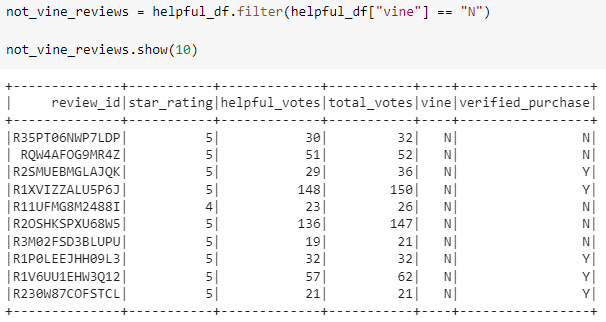 not_vine_reviews = helpful_df.filter(helpful_df["vine"] == "N")
not_vine_reviews.show(10)
+--------------+-----------+-------------+-----------+----+-----------------+
|     review_id|star_rating|helpful_votes|total_votes|vine|verified_purchase|
+--------------+-----------+-------------+-----------+----+-----------------+
|R35PT06NWP7LDP|          5|           30|         32|   N|                N|
| RQW4AFOG9MR4Z|          5|           51|         52|   N|                N|
|R2SMUEBMGLAJQK|          5|           29|         36|   N|                Y|
|R1XVIZZALU5P6J|          5|          148|        150|   N|                Y|
|R11UFMG8M2488I|          4|           23|         26|   N|                N|
|R2OSHKSPXU68W5|          5|          136|        147|   N|                N|
|R3M02FSD3BLUPU|          5|           19|         21|   N|                N|
|R1P0LEEJHH09L3|          5|           32|         32|   N|                Y|
|R1V6UU1EHW3Q12|          5|           57|         62|   N|                Y|
|R230W87COFSTCL|          5|           21|         21|   N|                Y|
+--------------+-----------+-------------+-----------+----+-----------------+